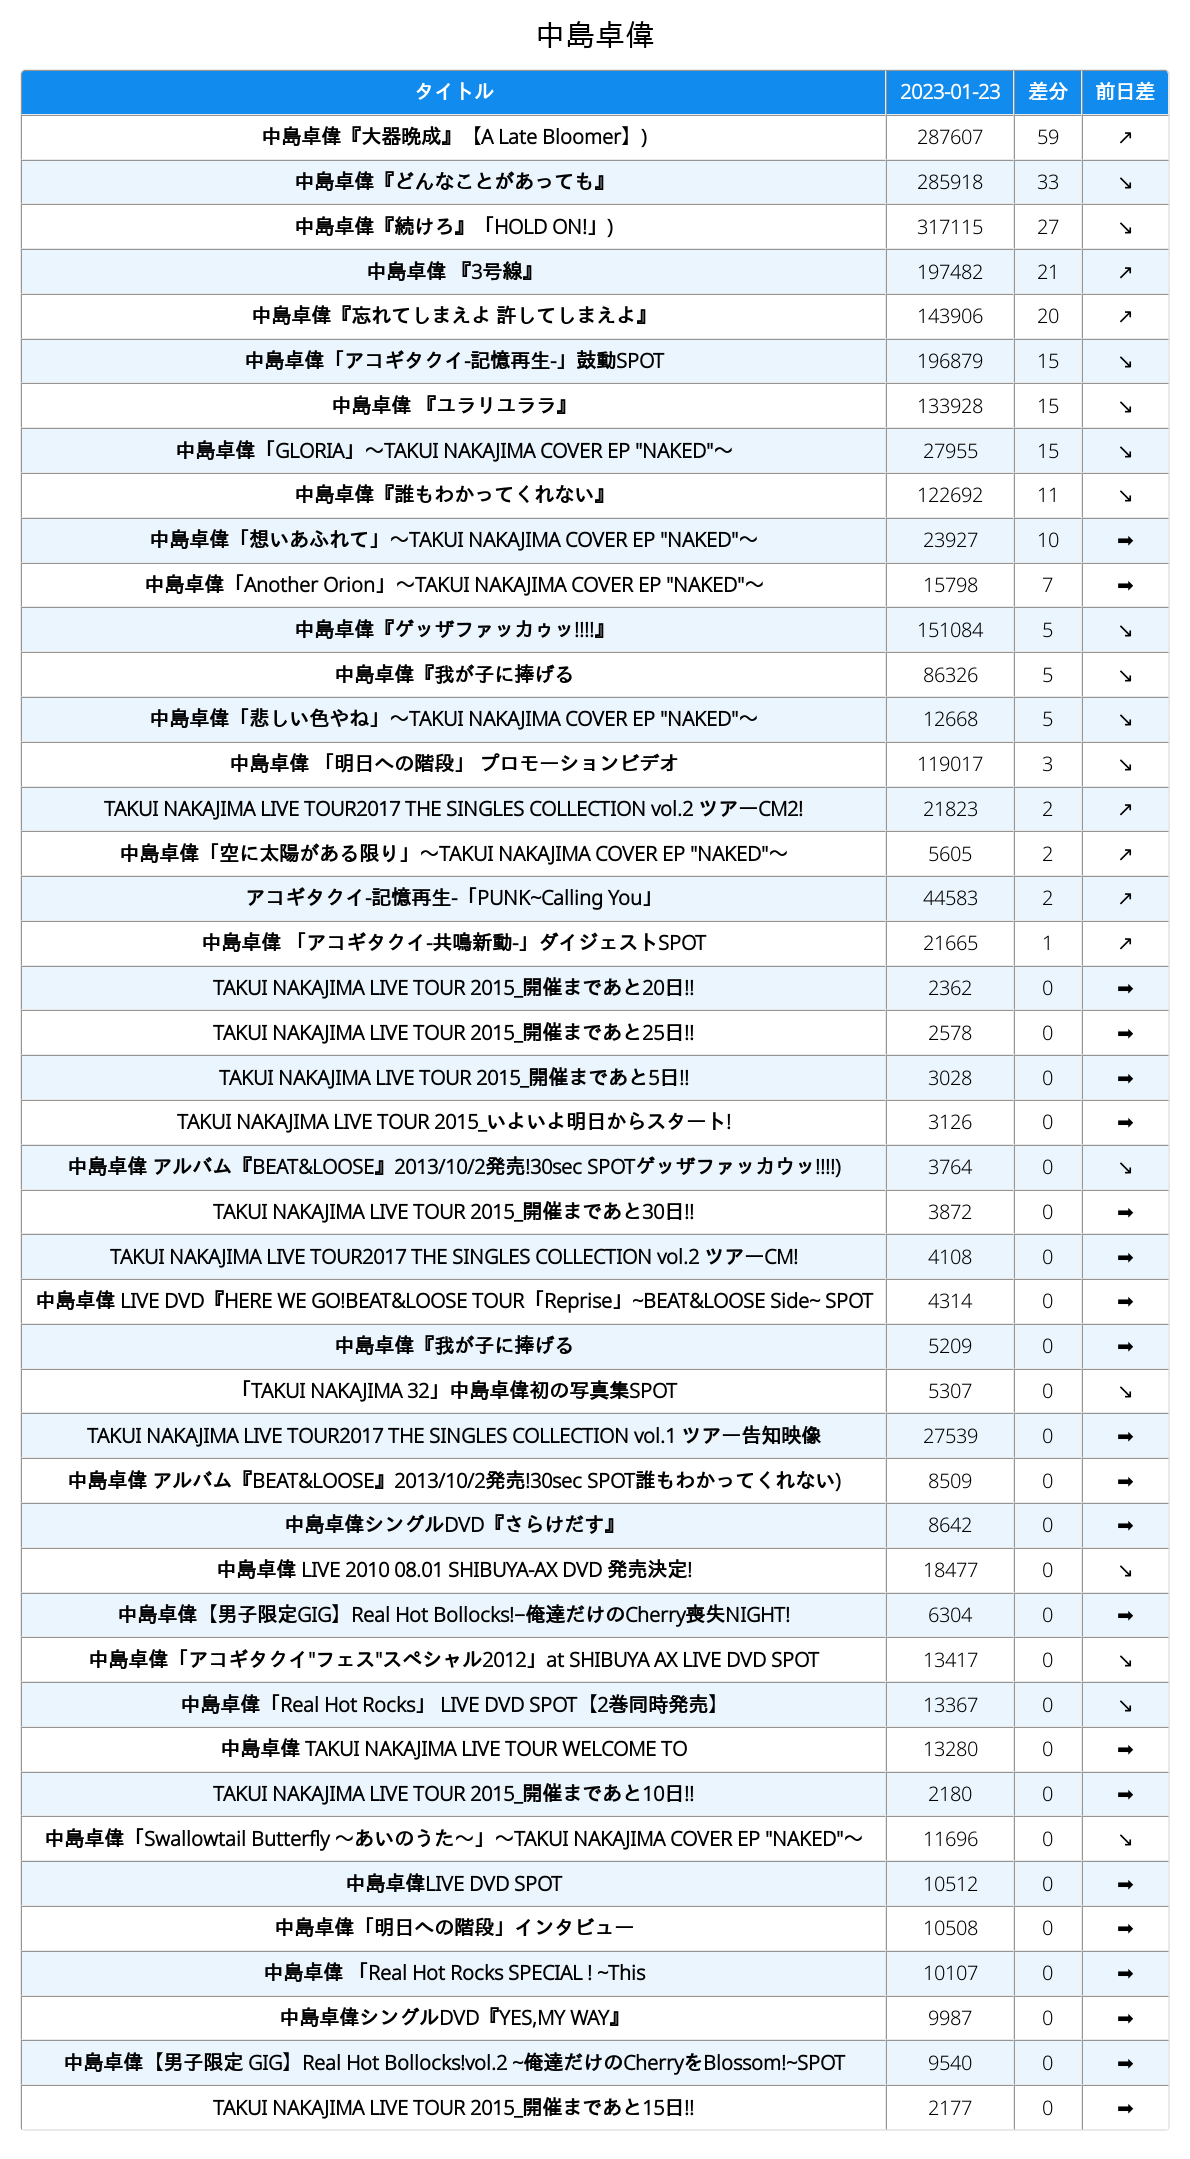 中島卓偉
タイトル 2023-01-23 差分 前日差
中島卓偉『大器晩成』【A Late Bloomer】) 287607 59 ↗
中島卓偉『どんなことがあっても』 285918 33 ↘
中島卓偉『続けろ』「HOLD ON!」) 317115 27 ↘
中島卓偉 『3号線』 197482 21 ↗
中島卓偉『忘れてしまえよ 許してしまえよ』 143906 20 ↗
中島卓偉「アコギタクイ-記憶再生-」鼓動SPOT 196879 15 ↘
中島卓偉 『ユラリユララ』 133928 15 ↘
中島卓偉「GLORIA」〜TAKUI NAKAJIMA COVER EP "NAKED"〜 27955 15 ↘
中島卓偉『誰もわかってくれない』 122692 11 ↘
中島卓偉「想いあふれて」〜TAKUI NAKAJIMA COVER EP "NAKED"〜 23927 10 ➡
中島卓偉「Another Orion」〜TAKUI NAKAJIMA COVER EP "NAKED"〜 15798 7 ➡
中島卓偉『ゲッザファッカゥッ!!!!』 151084 5 ↘
中島卓偉『我が子に捧げる 86326 5 ↘
中島卓偉「悲しい色やね」〜TAKUI NAKAJIMA COVER EP "NAKED"〜 12668 5 ↘
中島卓偉 「明日への階段」 プロモーションビデオ 119017 3 ↘
TAKUI NAKAJIMA LIVE TOUR2017 THE SINGLES COLLECTION vol.2 ツアーCM2! 21823 2 ↗
中島卓偉「空に太陽がある限り」〜TAKUI NAKAJIMA COVER EP "NAKED"〜 5605 2 ↗
アコギタクイ-記憶再生-「PUNK~Calling You」 44583 2 ↗
中島卓偉 「アコギタクイ-共鳴新動-」ダイジェストSPOT 21665 1 ↗
TAKUI NAKAJIMA LIVE TOUR 2015_開催まであと20日!! 2362 0 ➡
TAKUI NAKAJIMA LIVE TOUR 2015_開催まであと25日!! 2578 0 ➡
TAKUI NAKAJIMA LIVE TOUR 2015_開催まであと5日!! 3028 0 ➡
TAKUI NAKAJIMA LIVE TOUR 2015_いよいよ明日からスタート! 3126 0 ➡
中島卓偉 アルバム『BEAT&LOOSE』2013/10/2発売!30sec SPOTゲッザファッカウッ!!!!) 3764 0 ↘
TAKUI NAKAJIMA LIVE TOUR 2015_開催まであと30日!! 3872 0 ➡
TAKUI NAKAJIMA LIVE TOUR2017 THE SINGLES COLLECTION vol.2 ツアーCM! 4108 0 ➡
中島卓偉 LIVE DVD『HERE WE GO!BEAT&LOOSE TOUR「Reprise」~BEAT&LOOSE Side~ SPOT 4314 0 ➡
中島卓偉『我が子に捧げる 5209 0 ➡
「TAKUI NAKAJIMA 32」中島卓偉初の写真集SPOT 5307 0 ↘
TAKUI NAKAJIMA LIVE TOUR2017 THE SINGLES COLLECTION vol.1 ツアー告知映像 27539 0 ➡
中島卓偉 アルバム『BEAT&LOOSE』2013/10/2発売!30sec SPOT誰もわかってくれない) 8509 0 ➡
中島卓偉シングルDVD『さらけだす』 8642 0 ➡
中島卓偉 LIVE 2010 08.01 SHIBUYA-AX DVD 発売決定! 18477 0 ↘
中島卓偉【男子限定GIG】Real Hot Bollocks!−俺達だけのCherry喪失NIGHT! 6304 0 ➡
中島卓偉「アコギタクイ"フェス"スペシャル2012」at SHIBUYA AX LIVE DVD SPOT 13417 0 ↘
中島卓偉「Real Hot Rocks」 LIVE DVD SPOT【2巻同時発売】 13367 0 ↘
中島卓偉 TAKUI NAKAJIMA LIVE TOUR WELCOME TO 13280 0 ➡
TAKUI NAKAJIMA LIVE TOUR 2015_開催まであと10日!! 2180 0 ➡
中島卓偉「Swallowtail Butterfly 〜あいのうた〜」〜TAKUI NAKAJIMA COVER EP "NAKED"〜 11696 0 ↘
中島卓偉LIVE DVD SPOT 10512 0 ➡
中島卓偉「明日への階段」インタビュー 10508 0 ➡
中島卓偉 「Real Hot Rocks SPECIAL ! ~This 10107 0 ➡
中島卓偉シングルDVD『YES,MY WAY』 9987 0 ➡
中島卓偉【男子限定 GIG】Real Hot Bollocks!vol.2 ~俺達だけのCherryをBlossom!~SPOT 9540 0 ➡
TAKUI NAKAJIMA LIVE TOUR 2015_開催まであと15日!! 2177 0 ➡